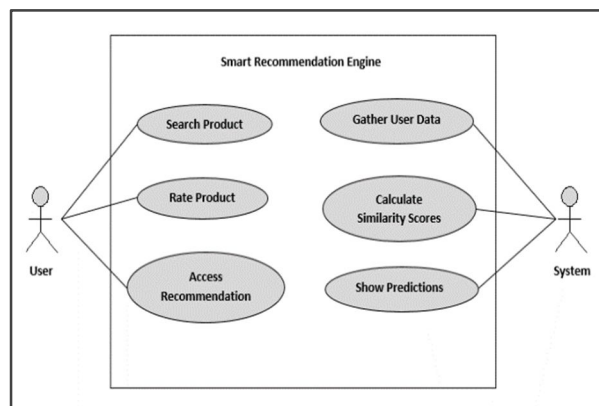 Smart Recommendation Engine
Search Product
Gather User Data
Rate Product
Calculate
Similarity Scores
User
System
Access
Recommendation
Show Predictions